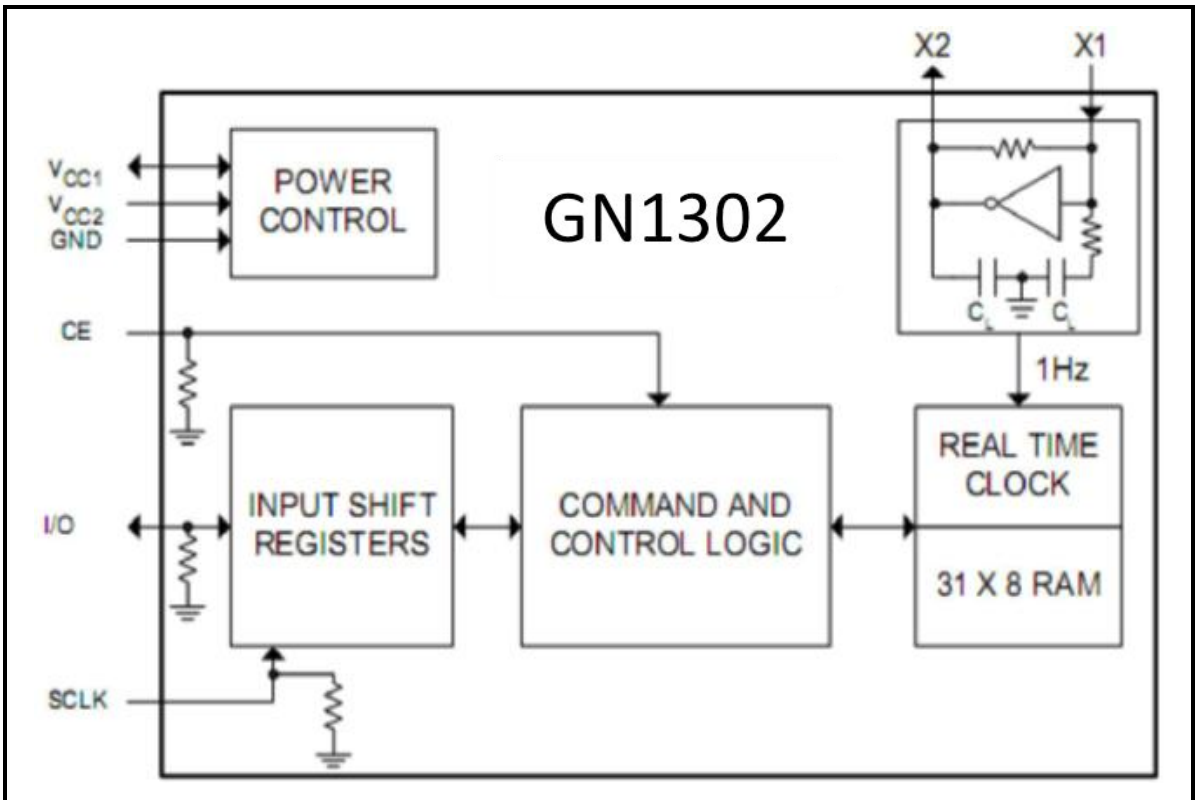 X2
X1
VCC1
VCC2
GND
POWER
CONTROL
GN1302
CL
CL
CE
1Hz
REAL TIME
CLOCK
I/O
INPUT SHIFT
REGISTERS
COMMAND AND
CONTROL LOGIC
31 X 8 RAM
SCLK